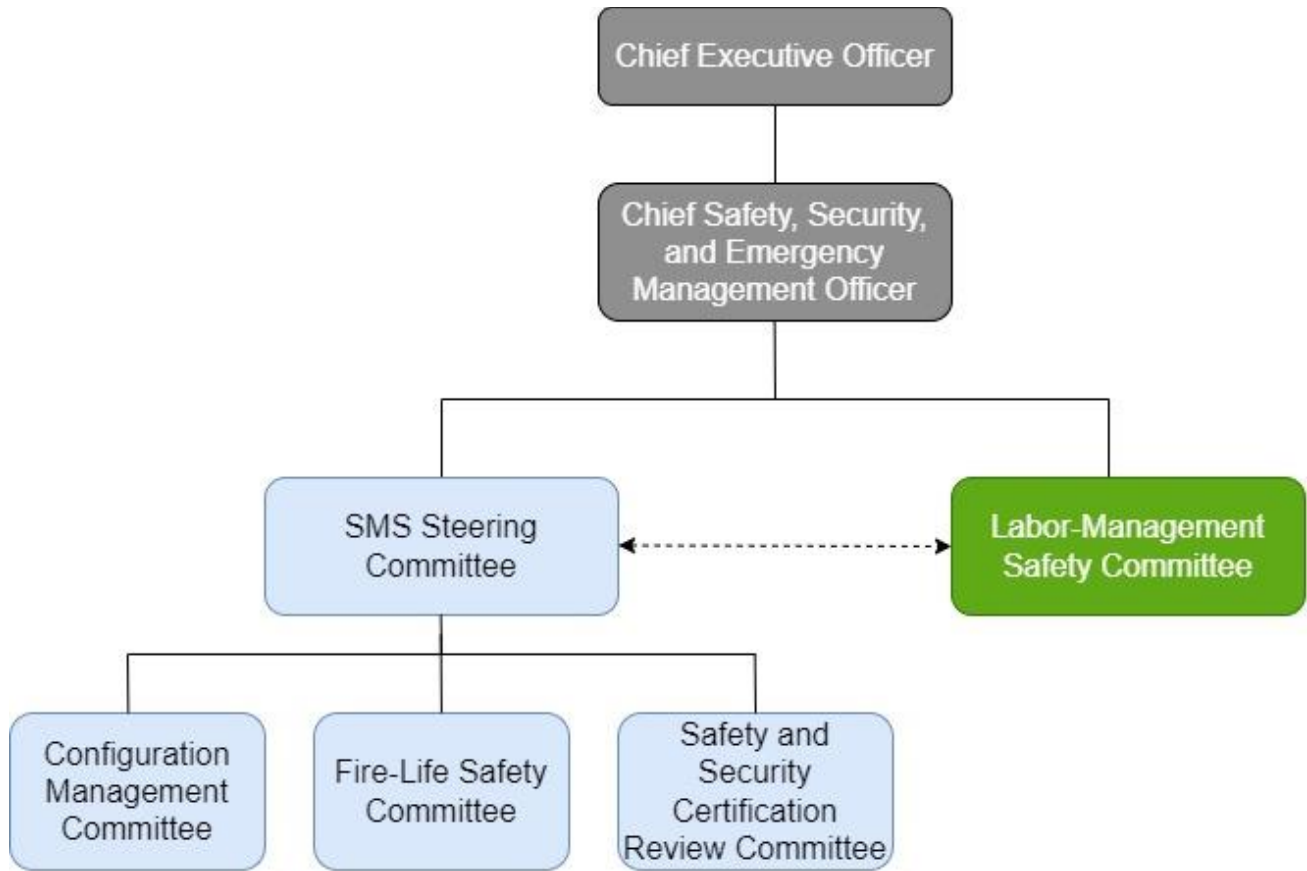 Chief Executive Officer
Chief Safety, Security,
and Emergency
Management Officer
SMS Steering
Committee
Labor-Management
Safety Committee
Configuration
Management
Committee
Fire-Life Safety
Committee
Safety and
Security
Certification
Review Committee